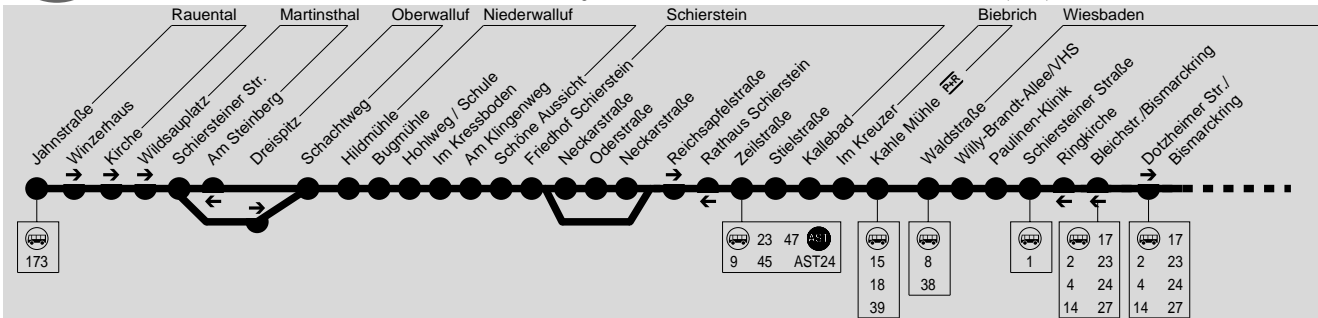 Rauental
Martinsthal
Oberwalluf
Niederwalluf
Schierstein
Biebrich
Wiesbaden
Jahnstraße
Winzerhaus
Kirche
Wildsauplatz
Schiersteiner Str.
Am Steinberg
Dreispitz
Schachtweg
Hildmühle
Bugmühle
Hohlweg / Schule
Im Kressboden
Am Klingenweg
Schöne Aussicht
Friedhof Schierstein
Neckarstraße
Oderstraße
Neckarstraße
Reichsapfelstraße
Rathaus Schierstein
Zeilstraße
Stielstraße
Kallebad
Im Kreuzer
Kahle Mühle P+R
Waldstraße
Willy-Brandt-Allee/VHS
Paulinen-Klinik
Schiersteiner Straße
Ringkirche
Bleichstr./Bismarckring
Dotzheimer Str./
Bismarckring
173
23 47 AST
9 45 AST24
15
18
39
8
38
1
17
2 23
4 24
14 27
17
2 23
4 24
14 27